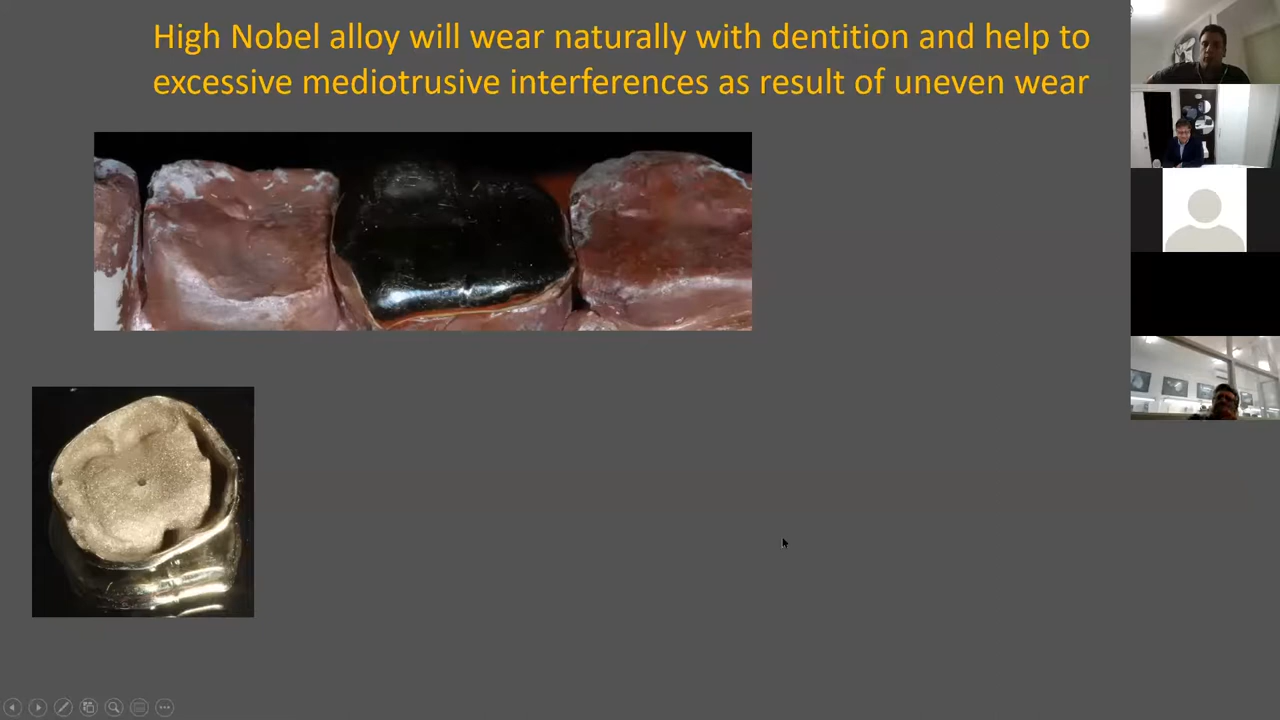 High Nobel alloy will wear naturally with dentition and help to
excessive mediotrusive interferences as result of uneven wear